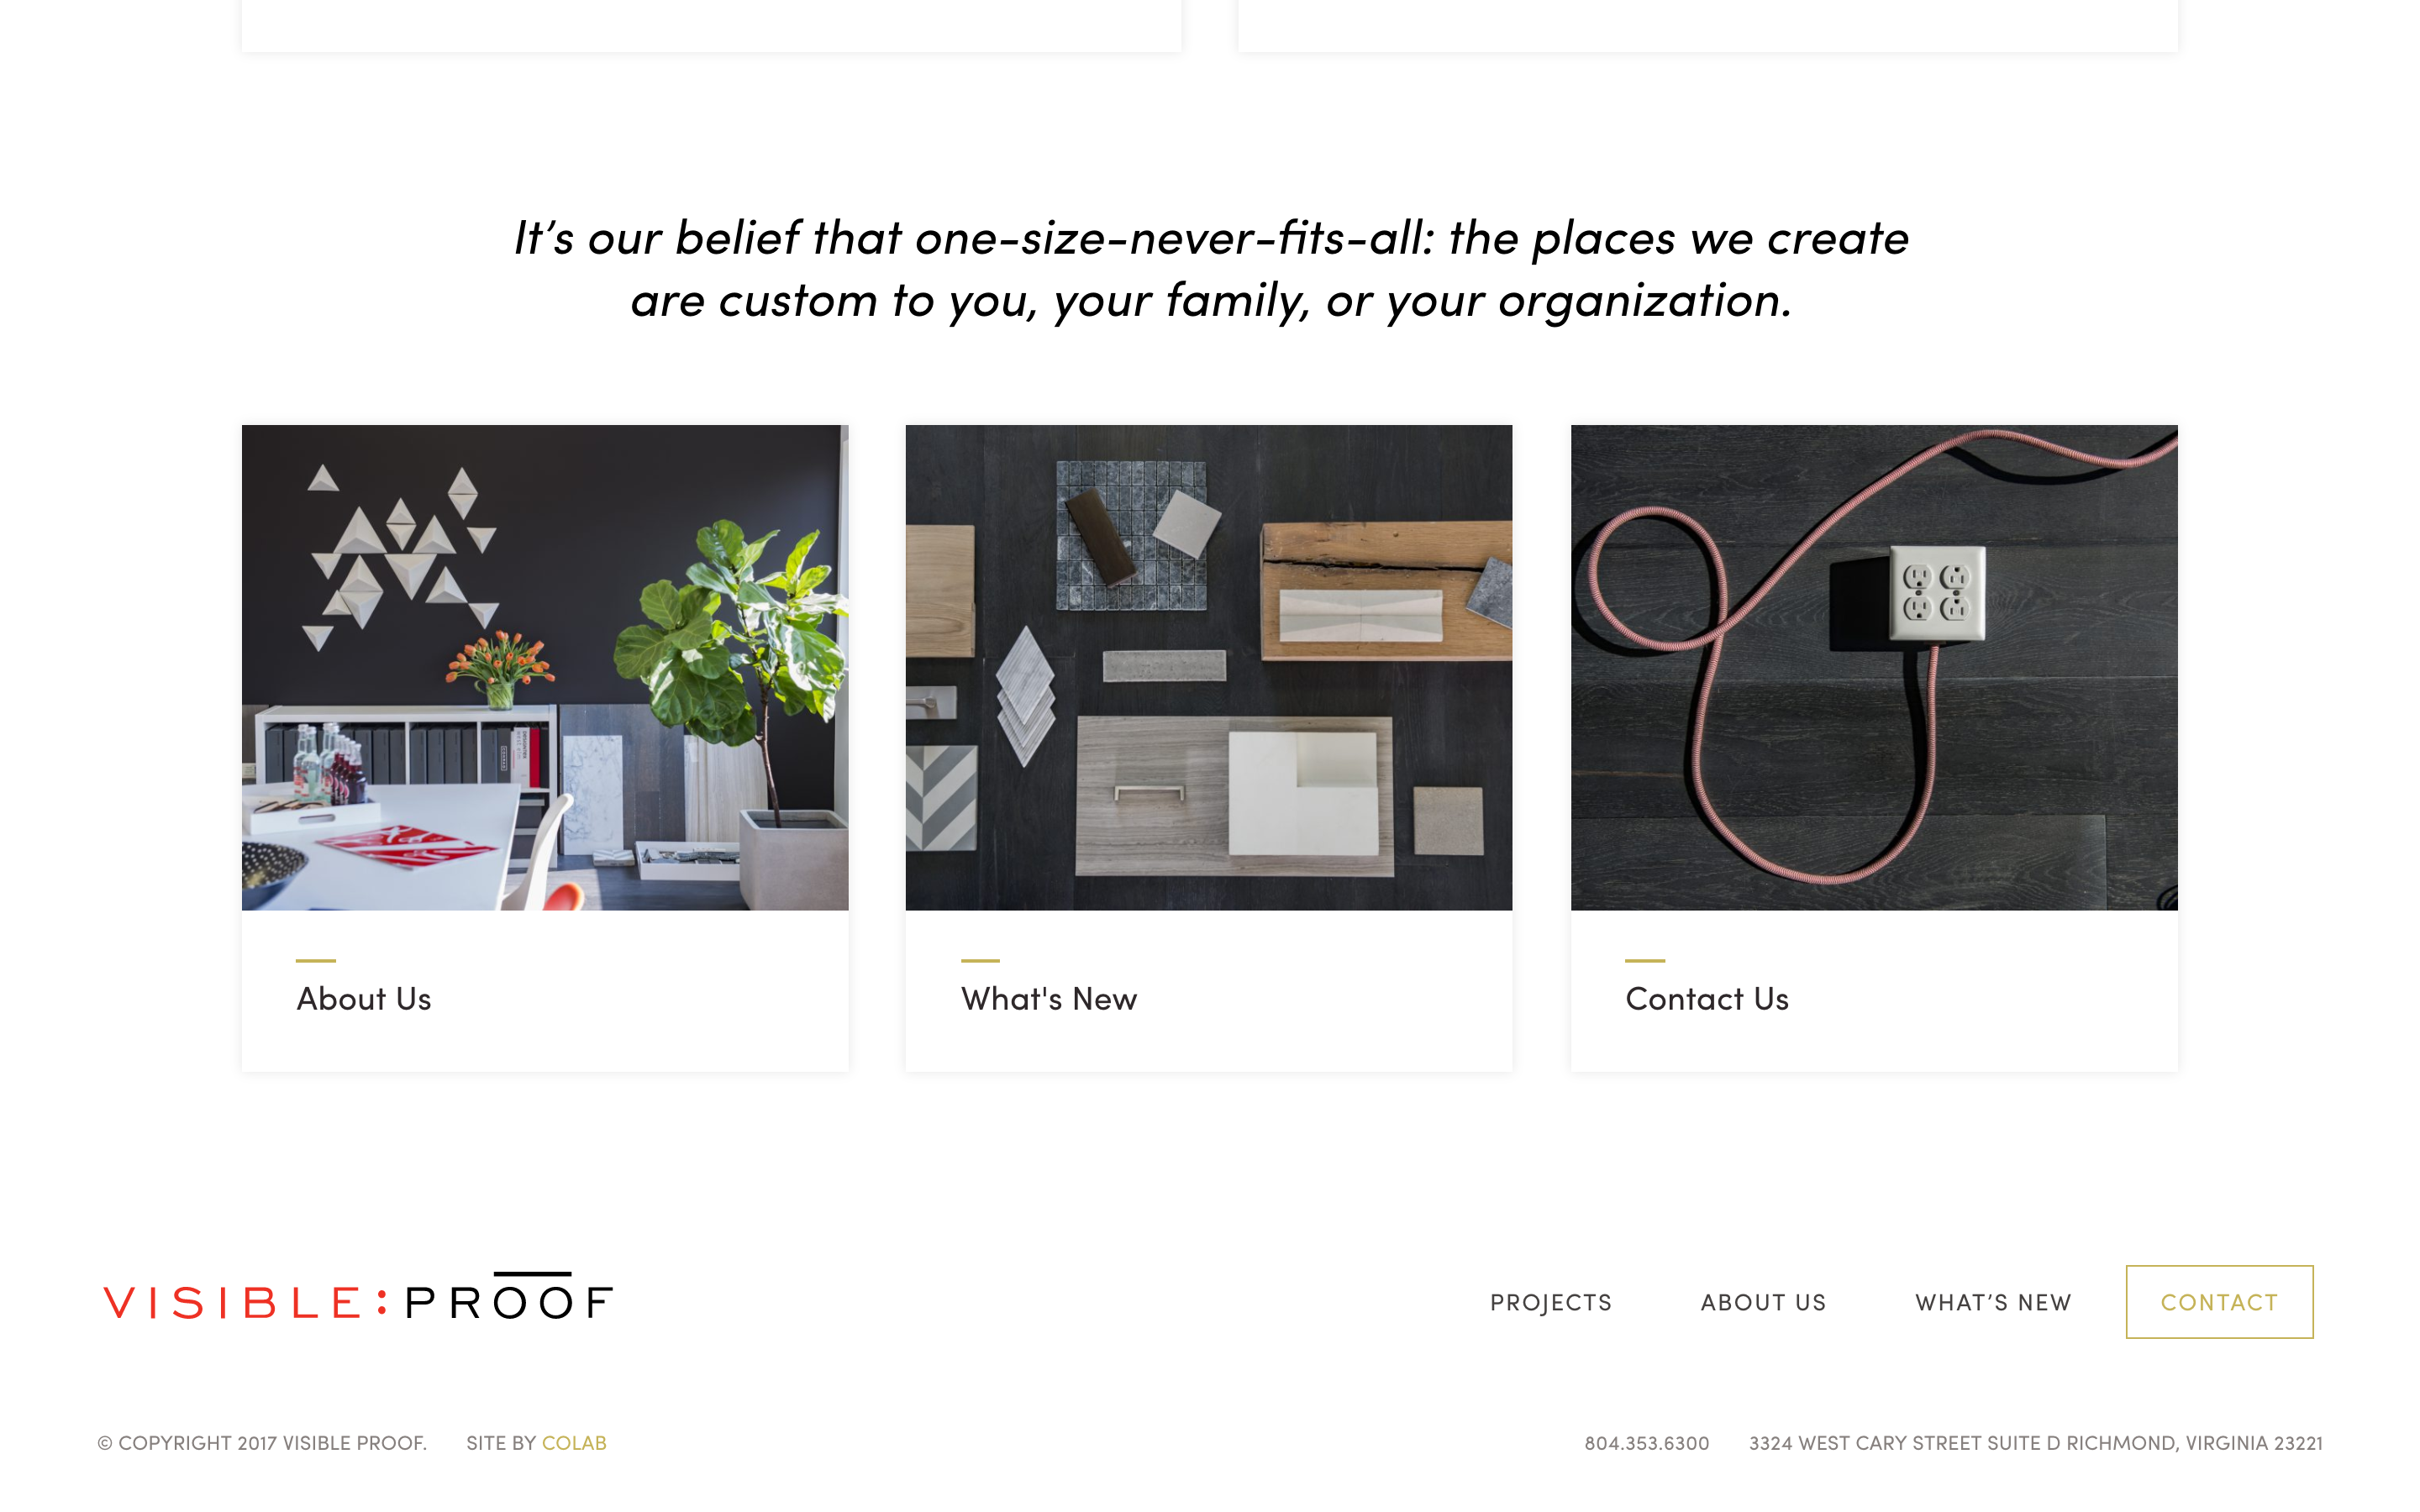 It’s our belief that one-size-never-fits-all: the places we create
are custom to you, your family, or your organization.
About Us
What's New
Contact Us
VISIBLE:PROOF
PROJECTS ABOUT US WHAT’S NEW CONTACT
© COPYRIGHT 2017 VISIBLE PROOF. SITE BY COLAB
804.353.6300 3324 WEST CARY STREET SUITE D RICHMOND, VIRGINIA 23221